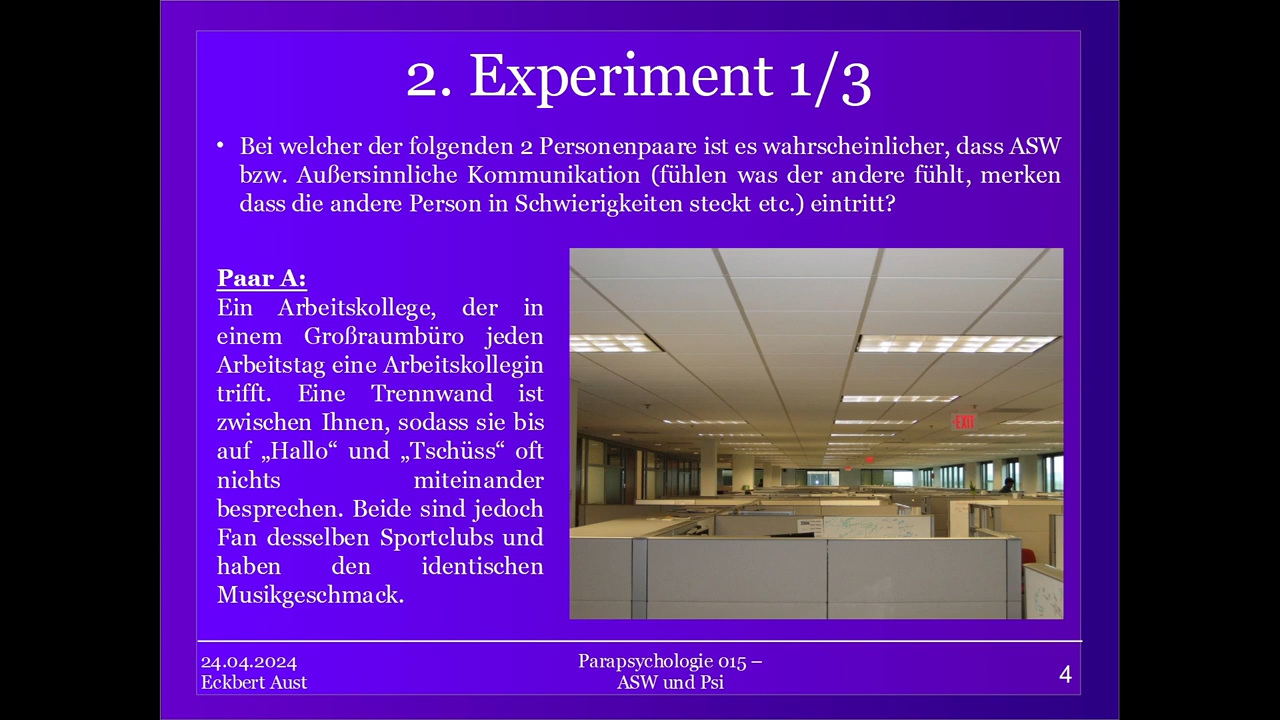 2. Experiment 1/3
• Bei welcher der folgenden 2 Personenpaare ist es wahrscheinlicher, dass ASW
bzw. Außersinnliche Kommunikation (fühlen was der andere fühlt, merken
dass die andere Person in Schwierigkeiten steckt etc.) eintritt?
Paar A:
Ein Arbeitskollege, der in
einem Großraumbüro jeden
Arbeitstag eine Arbeitskollegin
trifft. Eine Trennwand ist
zwischen Ihnen, sodass sie bis
auf „Hallo“ und „Tschüss“ oft
nichts miteinander
besprechen. Beide sind jedoch
Fan desselben Sportclubs und
haben den identischen
Musikgeschmack.
EXIT
24.04.2024
Eckbert Aust
Parapsychologie 015 –
ASW und Psi
4